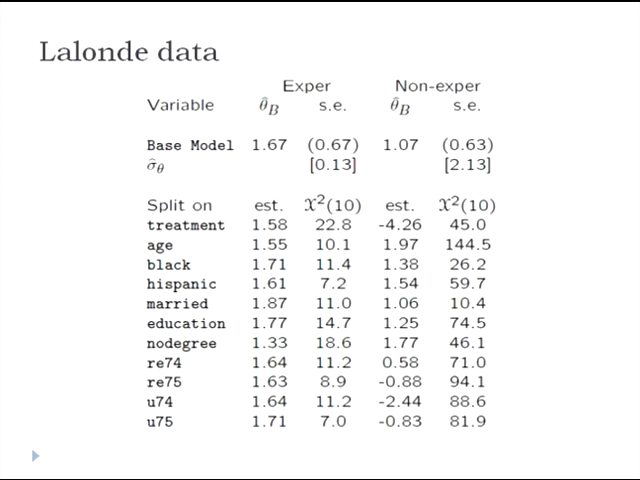 Lalonde data
Exper Non-exper
Variable θ̂_B s.e. θ̂_B s.e.
Base Model 1.67 (0.67) 1.07 (0.63)
σ̂_θ [0.13] [2.13]
Split on est. χ²(10) est. χ²(10)
treatment 1.58 22.8 -4.26 45.0
age 1.55 10.1 1.97 144.5
black 1.71 11.4 1.38 26.2
hispanic 1.61 7.2 1.54 59.7
married 1.87 11.0 1.06 10.4
education 1.77 14.7 1.25 74.5
nodegree 1.33 18.6 1.77 46.1
re74 1.64 11.2 0.58 71.0
re75 1.63 8.9 -0.88 94.1
u74 1.64 11.2 -2.44 88.6
u75 1.71 7.0 -0.83 81.9